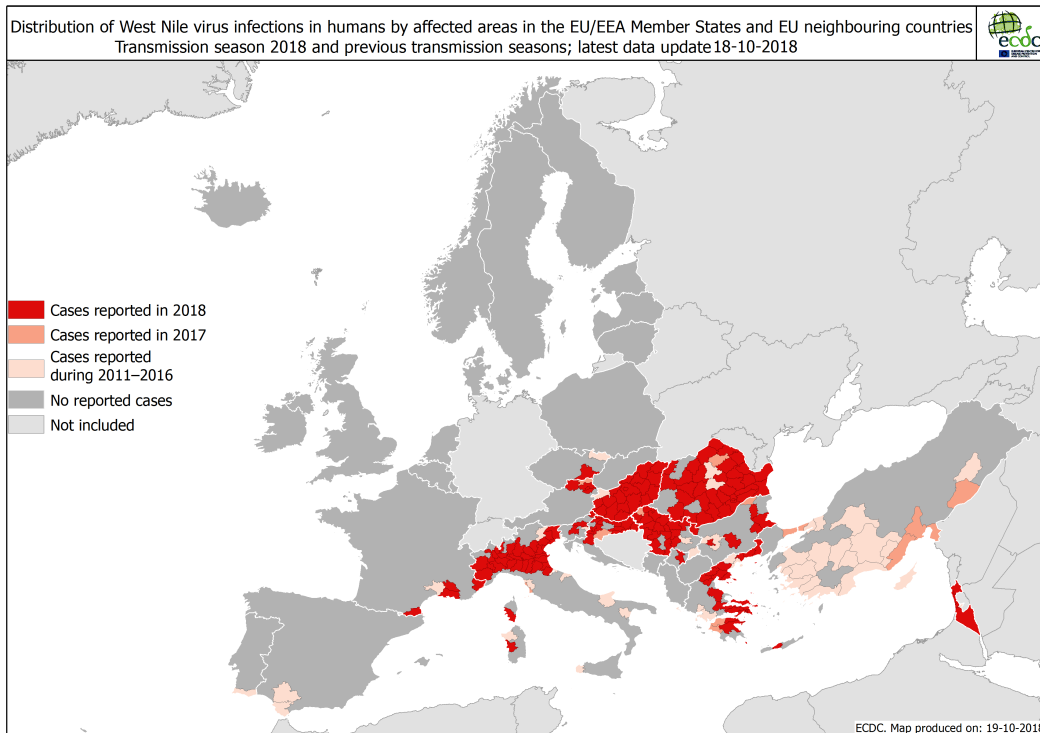 Distribution of West Nile virus infections in humans by affected areas in the EU/EEA Member States and EU neighbouring countries
Transmission season 2018 and previous transmission seasons; latest data update 18-10-2018
ecdc
Cases reported in 2018
Cases reported in 2017
Cases reported
during 2011–2016
No reported cases
Not included
ECDC. Map produced on: 19-10-2018